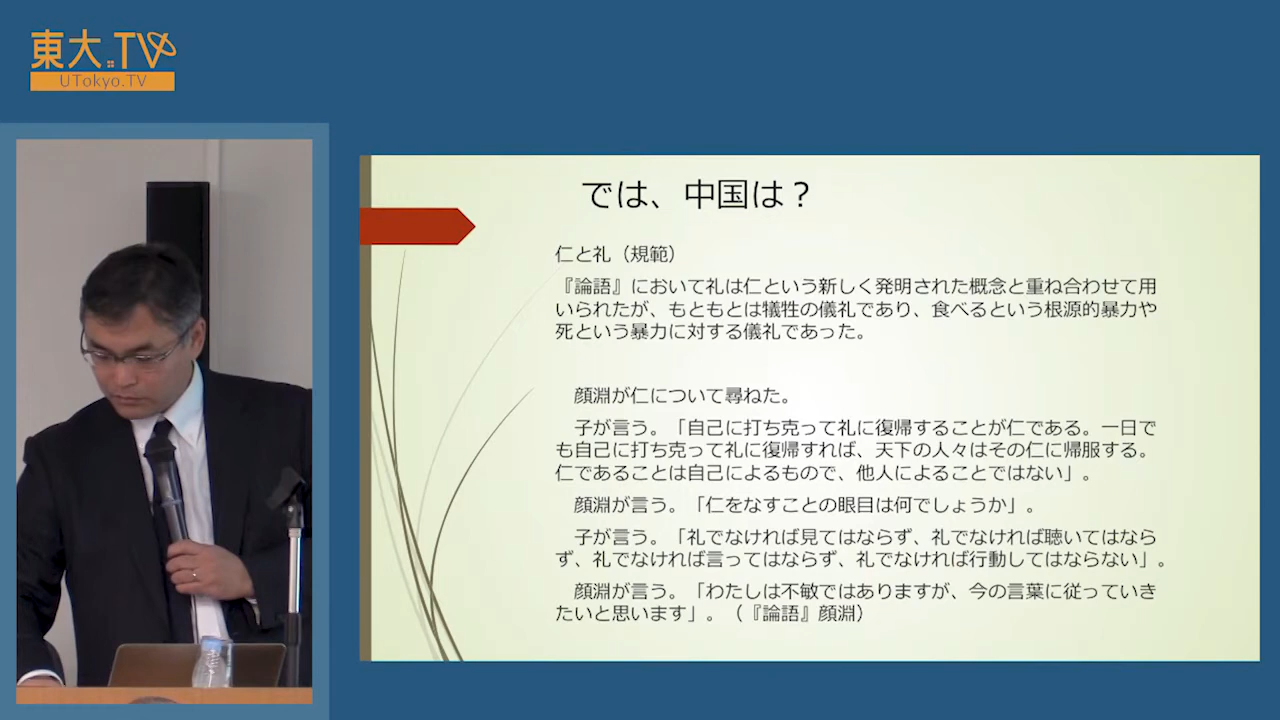 東大.TV
UTokyo.TV
では、中国は？
仁と礼（規範）
『論語』において礼は仁という新しく発明された概念と重ね合わせて用
いられたが、もともとは犠牲の儀礼であり、食べるという根源的暴力や
死という暴力に対する儀礼であった。
顔淵が仁について尋ねた。
子が言う。「自己に打ち克って礼に復帰することが仁である。一日で
も自己に打ち克って礼に復帰すれば、天下の人々はその仁に帰服する。
仁であることは自己によるもので、他人によることではない」。
顔淵が言う。「仁をなすことの眼目は何でしょうか」。
子が言う。「礼でなければ見てはならず、礼でなければ聴いてはなら
ず、礼でなければ言ってはならず、礼でなければ行動してはならない」。
顔淵が言う。「わたしは不敏ではありますが、今の言葉に従っていき
たいと思います」。（『論語』顔淵）